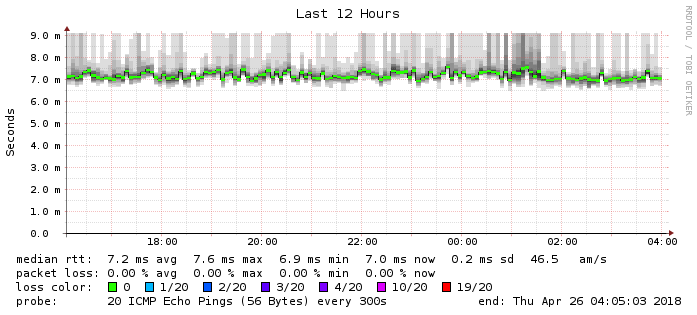 Last 12 Hours
RRDTOOL / TOBI OETIKER
Seconds
9.0 m
8.0 m
7.0 m
6.0 m
5.0 m
4.0 m
3.0 m
2.0 m
1.0 m
0.0
18:00 20:00 22:00 00:00 02:00 04:00
median rtt: 7.2 ms avg 7.6 ms max 6.9 ms min 7.0 ms now 0.2 ms sd 46.5 am/s
packet loss: 0.00 % avg 0.00 % max 0.00 % min 0.00 % now
loss color: 0 1/20 2/20 3/20 4/20 10/20 19/20
probe: 20 ICMP Echo Pings (56 Bytes) every 300s end: Thu Apr 26 04:05:03 2018